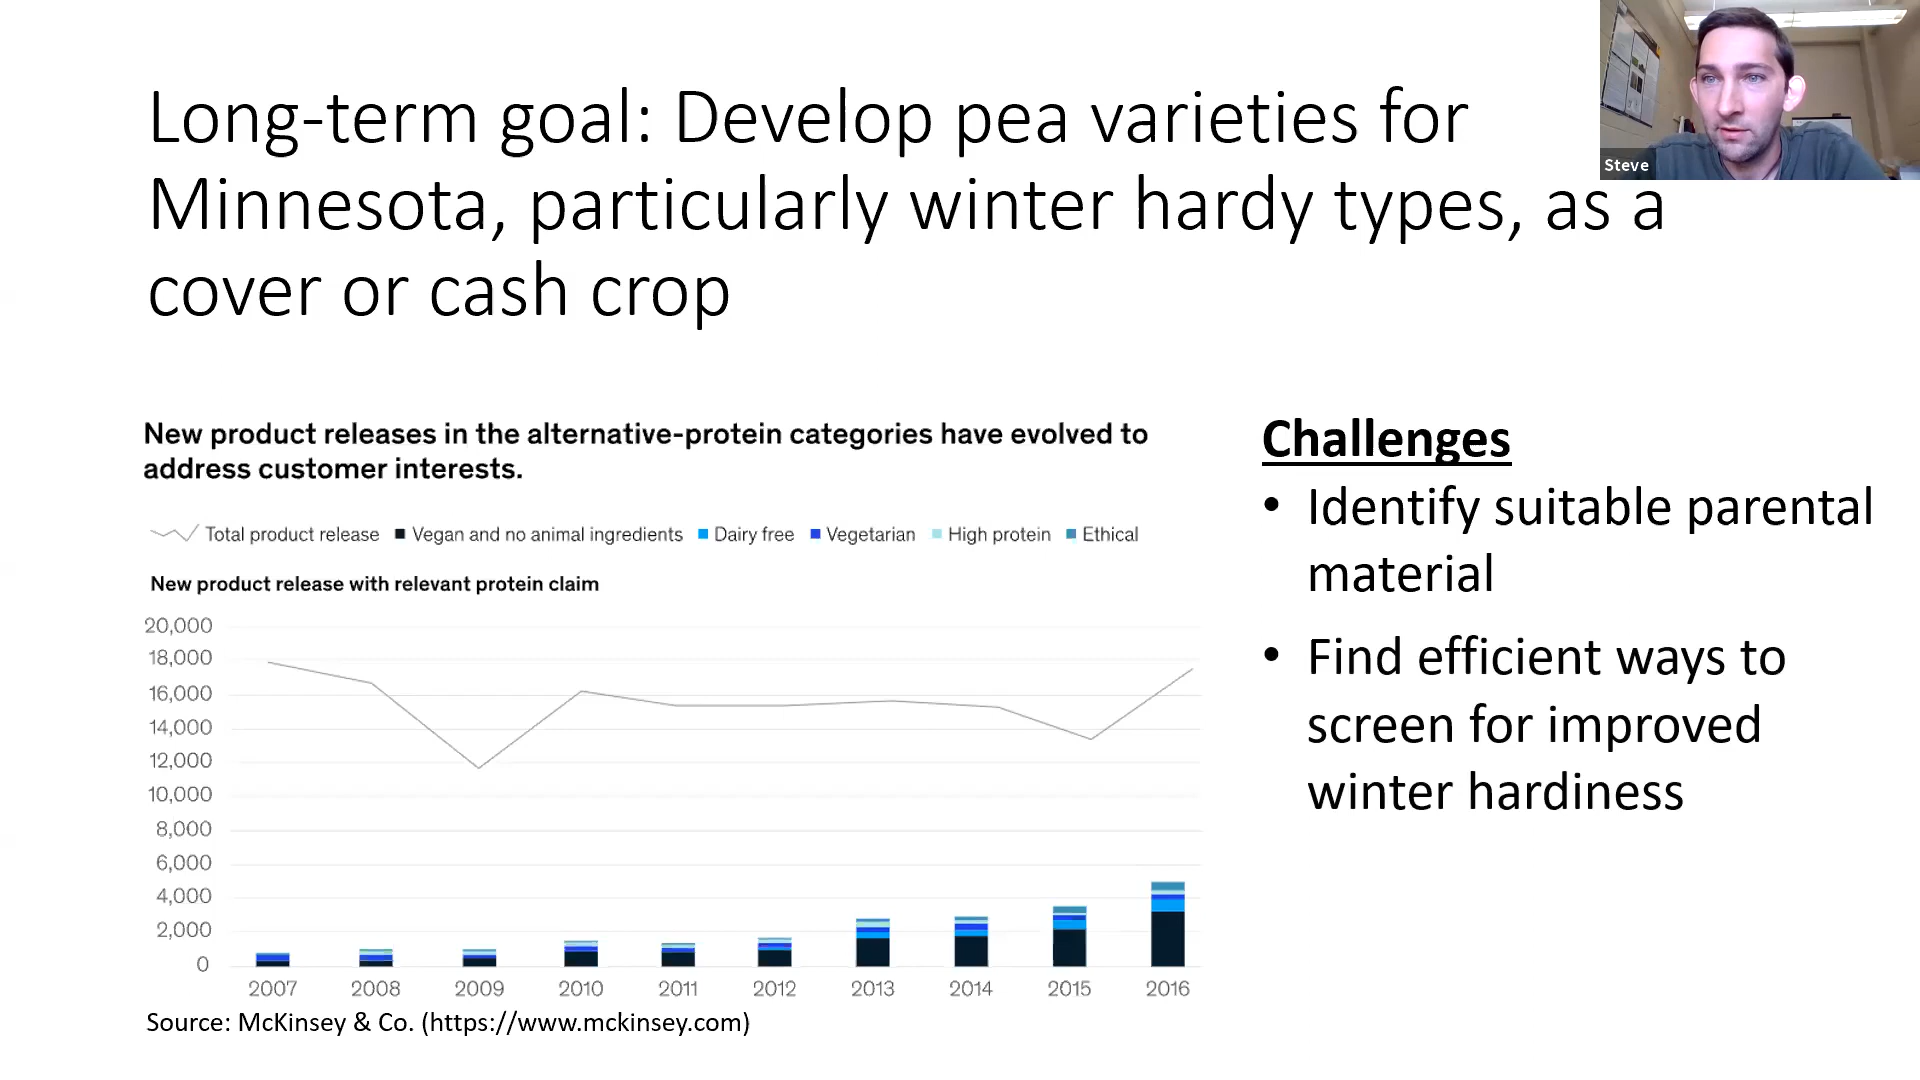 Long-term goal: Develop pea varieties for
Minnesota, particularly winter hardy types, as a
cover or cash crop
Steve
New product releases in the alternative-protein categories have evolved to
address customer interests.
Total product release Vegan and no animal ingredients Dairy free Vegetarian High protein Ethical
New product release with relevant protein claim
20,000
18,000
16,000
14,000
12,000
10,000
8,000
6,000
4,000
2,000
0
2007 2008 2009 2010 2011 2012 2013 2014 2015 2016
Source: McKinsey & Co. (https://www.mckinsey.com)
Challenges
• Identify suitable parental
material
• Find efficient ways to
screen for improved
winter hardiness